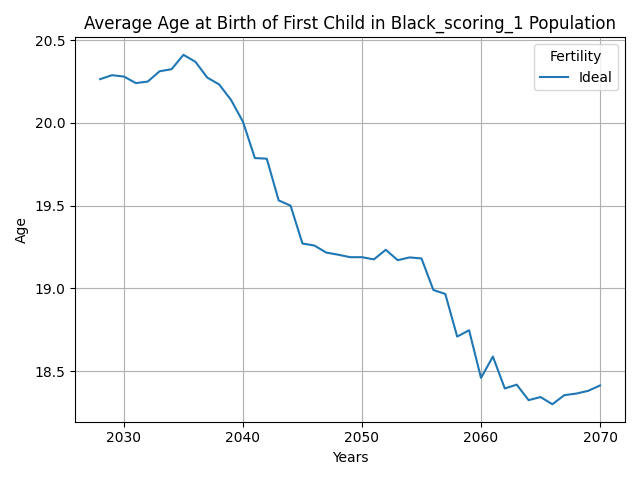 Average Age at Birth of First Child in Black_scoring_1 Population
Fertility
Ideal
20.5
20.0
19.5
19.0
18.5
Age
2030 2040 2050 2060 2070
Years